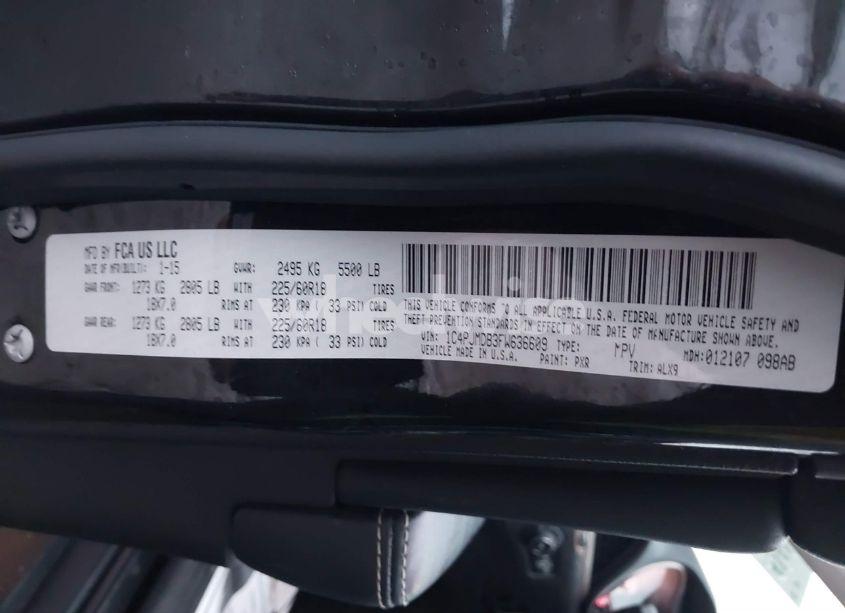 MFD BY FCA US LLC
DATE OF MFR(BUILT): 1-15 GVWR: 2495 KG 5500 LB
GAWR FRONT: 1273 KG 2805 LB WITH 225/60R18 TIRES
18X7.0 RIMS AT 230 KPA ( 33 PSI) COLD
GAWR REAR: 1273 KG 2805 LB WITH 225/60R18 TIRES
18X7.0 RIMS AT 230 KPA ( 33 PSI) COLD
THIS VEHICLE CONFORMS TO ALL APPLICABLE U.S.A. FEDERAL MOTOR VEHICLE SAFETY AND
THEFT PREVENTION STANDARDS IN EFFECT ON THE DATE OF MANUFACTURE SHOWN ABOVE.
VIN: 1C4PJMDB3FW636609 TYPE: MPV MDH:012107 098AB
VEHICLE MADE IN U.S.A. PAINT: PXR TRIM: ALX9